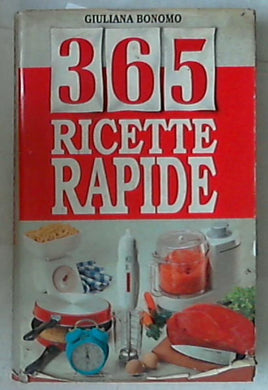 GIULIANA BONOMO
365
RICETTE
RAPIDE